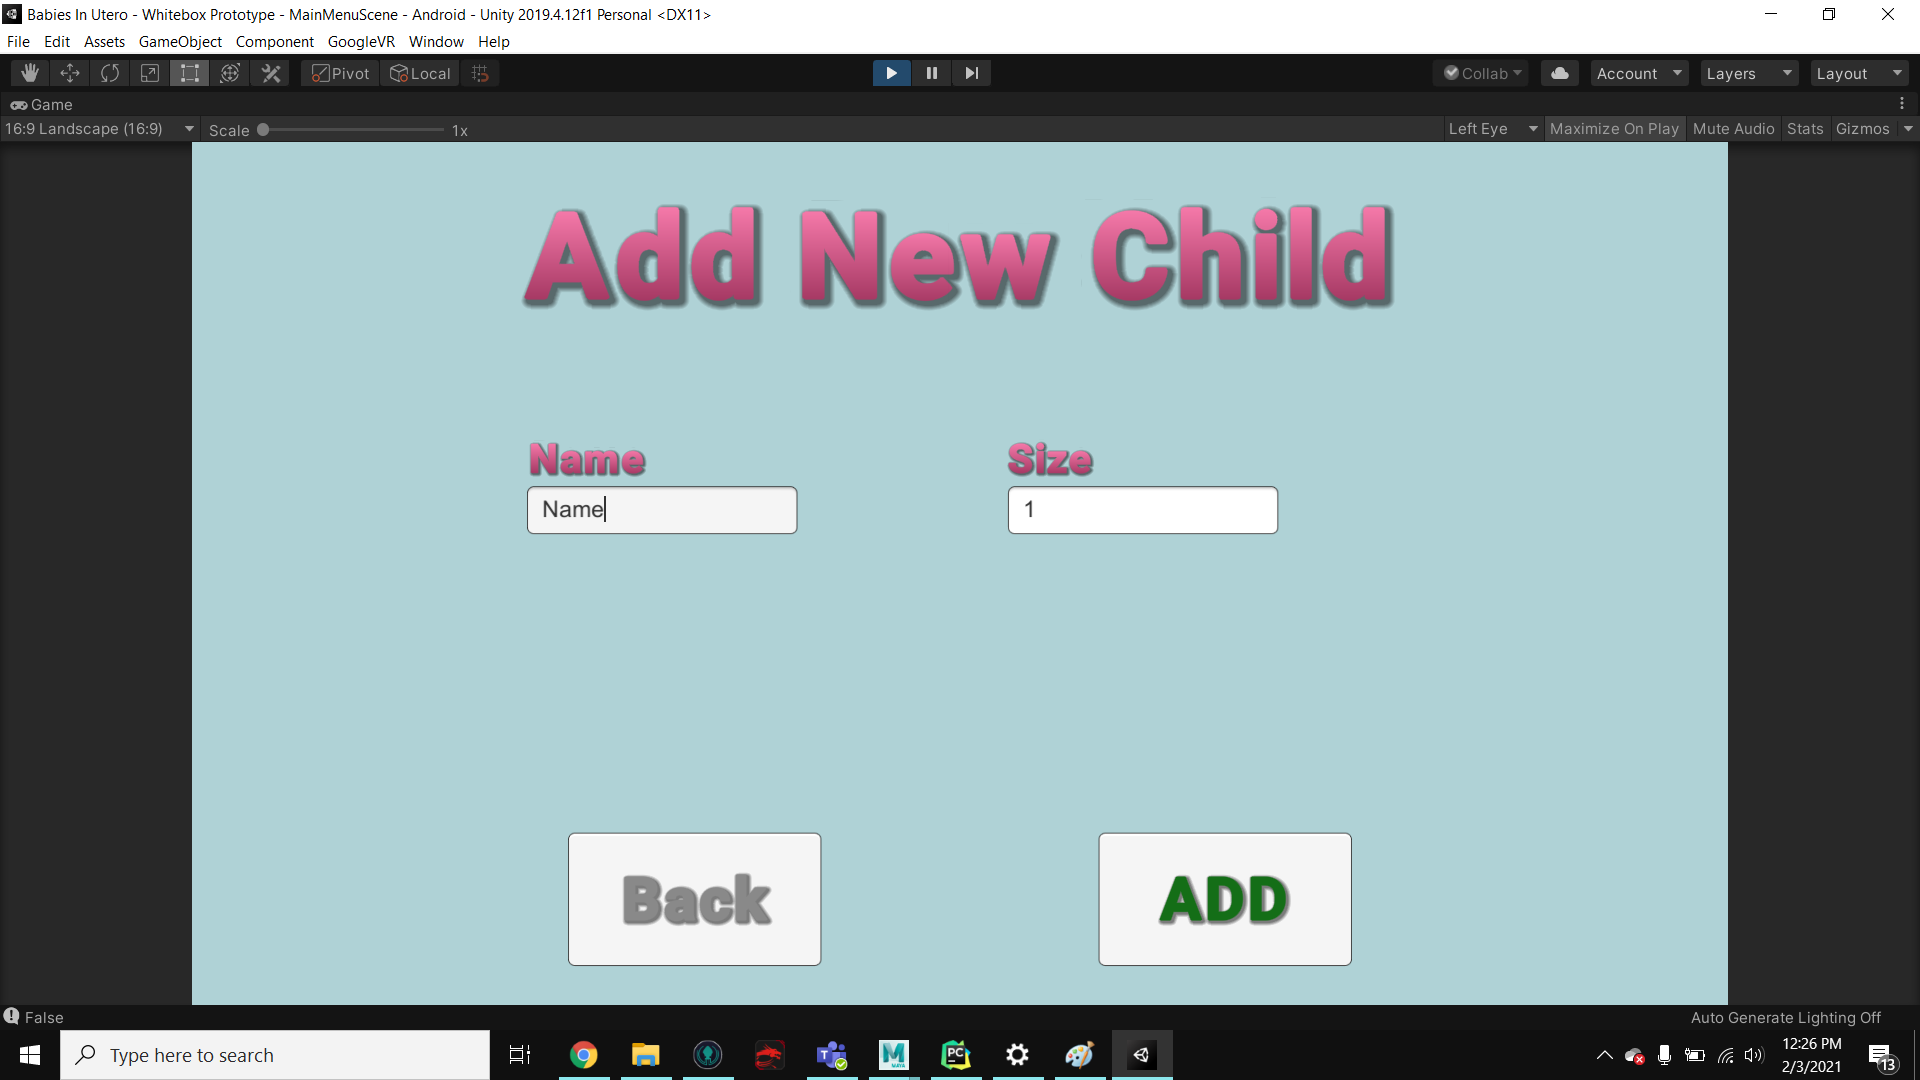 Babies In Utero - Whitebox Prototype - MainMenuScene - Android - Unity 2019.4.12f1 Personal <DX11>
File Edit Assets GameObject Component GoogleVR Window Help
Pivot Local Collab Account Layers Layout
Game
16:9 Landscape (16:9) Scale 1x Left Eye Maximize On Play Mute Audio Stats Gizmos
Add New Child
Name Size
Name 1
Back ADD
False Auto Generate Lighting Off
Type here to search
T
M
MAYA
PC
12:26 PM
2/3/2021
13